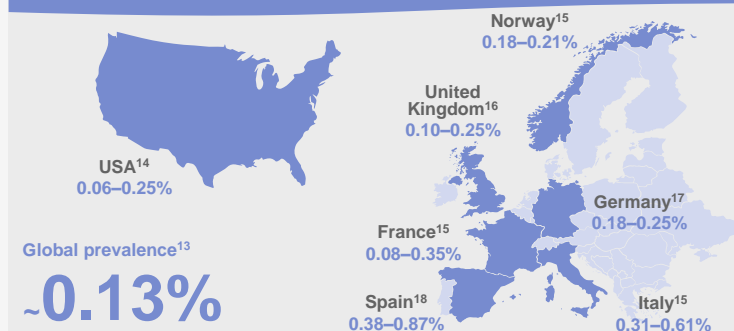 Norway15
0.18–0.21%
United
Kingdom16
0.10–0.25%
USA14
0.06–0.25%
Germany17
0.18–0.25%
France15
0.08–0.35%
Global prevalence13
~0.13%
Spain18
0.38–0.87%
Italy15
0.31–0.61%